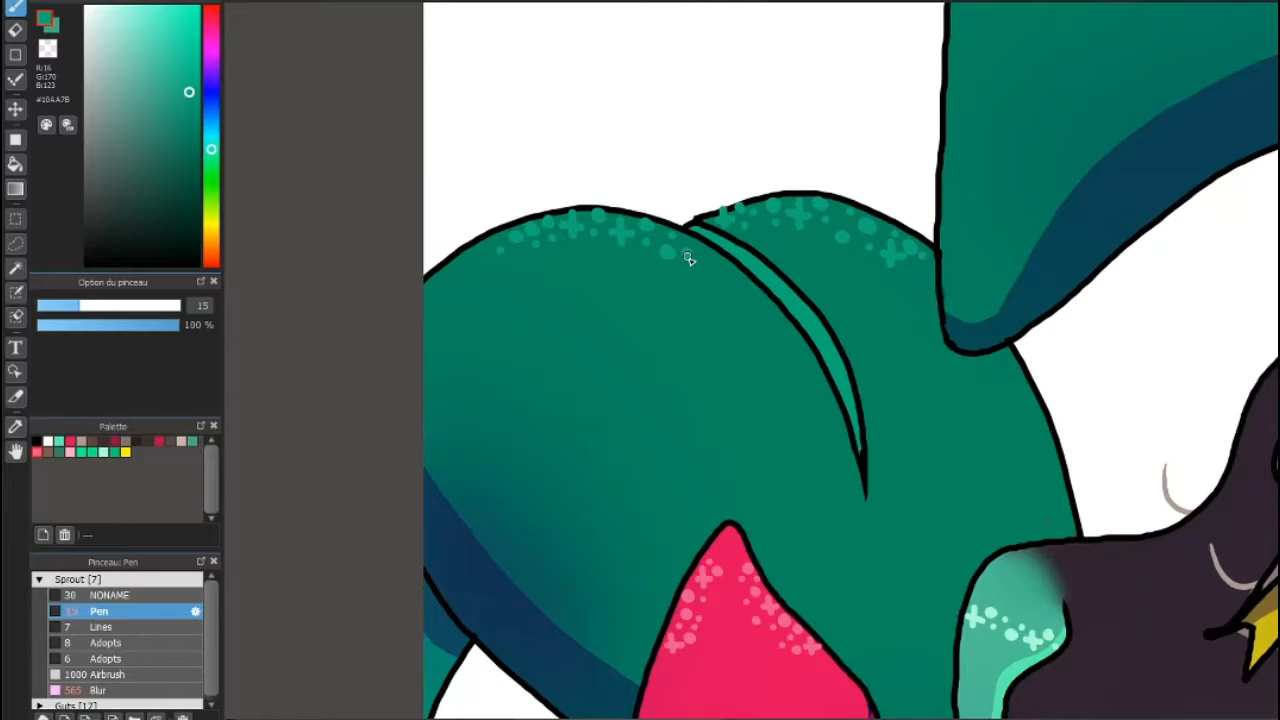 R:16
G:170
B:123
#10AA7B
Option du pinceau
15
100 %
Palette
---
Pinceau: Pen
Sprout [7]
30 NONAME
15 Pen
7 Lines
8 Adopts
6 Adopts
1000 Airbrush
565 Blur
Guts [17]
T